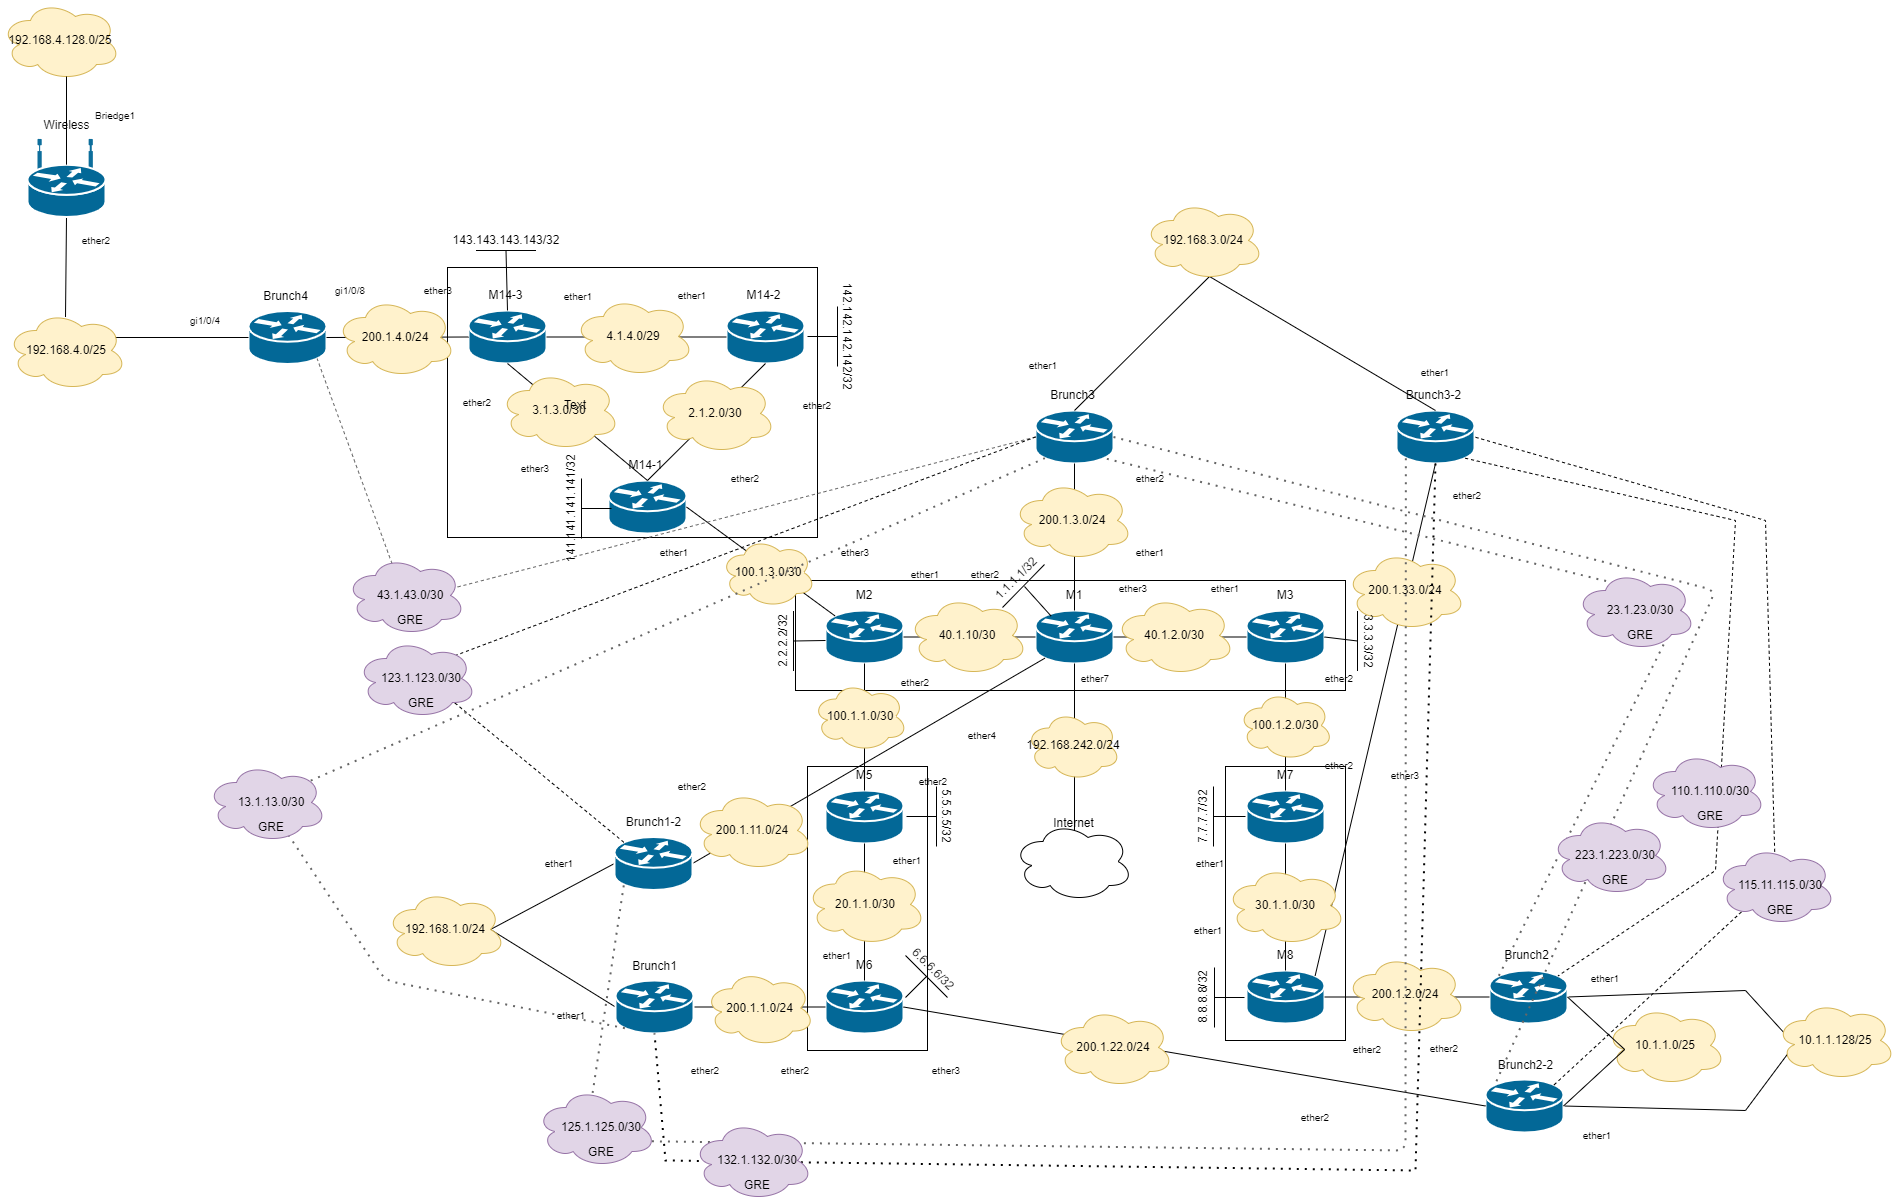 192.168.4.128.0/25
Briedge1
Wireless
ether2
143.143.143.143/32
192.168.3.0/24
Brunch4
gi1/0/8
ether3
M14-3
ether1
ether1
M14-2
142.142.142.142/32
gi1/0/4
192.168.4.0/25
200.1.4.0/24
4.1.4.0/29
ether1
ether1
Brunch3
Brunch3-2
ether2
3.1.3.0/30
Text
2.1.2.0/30
ether2
ether3
141.141.141.141/32
M14-1
ether2
ether2
ether2
200.1.3.0/24
ether1
ether3
ether1
100.1.3.0/30
ether1
ether2
1.1.1.1/32
ether3
ether1
200.1.33.0/24
43.1.43.0/30
GRE
M2
M1
M3
23.1.23.0/30
GRE
2.2.2.2/32
40.1.10/30
40.1.2.0/30
3.3.3.3/32
123.1.123.0/30
GRE
ether2
ether7
ether2
100.1.1.0/30
100.1.2.0/30
ether4
192.168.242.0/24
ether2
M5
ether2
M7
ether2
ether3
13.1.13.0/30
GRE
110.1.110.0/30
GRE
Brunch1-2
200.1.11.0/24
5.5.5.5/32
Internet
7.7.7.7/32
ether1
ether1
ether1
223.1.223.0/30
GRE
115.11.115.0/30
GRE
20.1.1.0/30
30.1.1.0/30
192.168.1.0/24
ether1
ether1
M6
6.6.6.6/32
M8
Brunch2
Brunch1
ether1
200.1.1.0/24
8.8.8.8/32
200.1.2.0/24
ether1
200.1.22.0/24
ether2
ether2
10.1.1.0/25
10.1.1.128/25
ether2
ether2
ether3
Brunch2-2
125.1.125.0/30
GRE
ether2
ether1
132.1.132.0/30
GRE